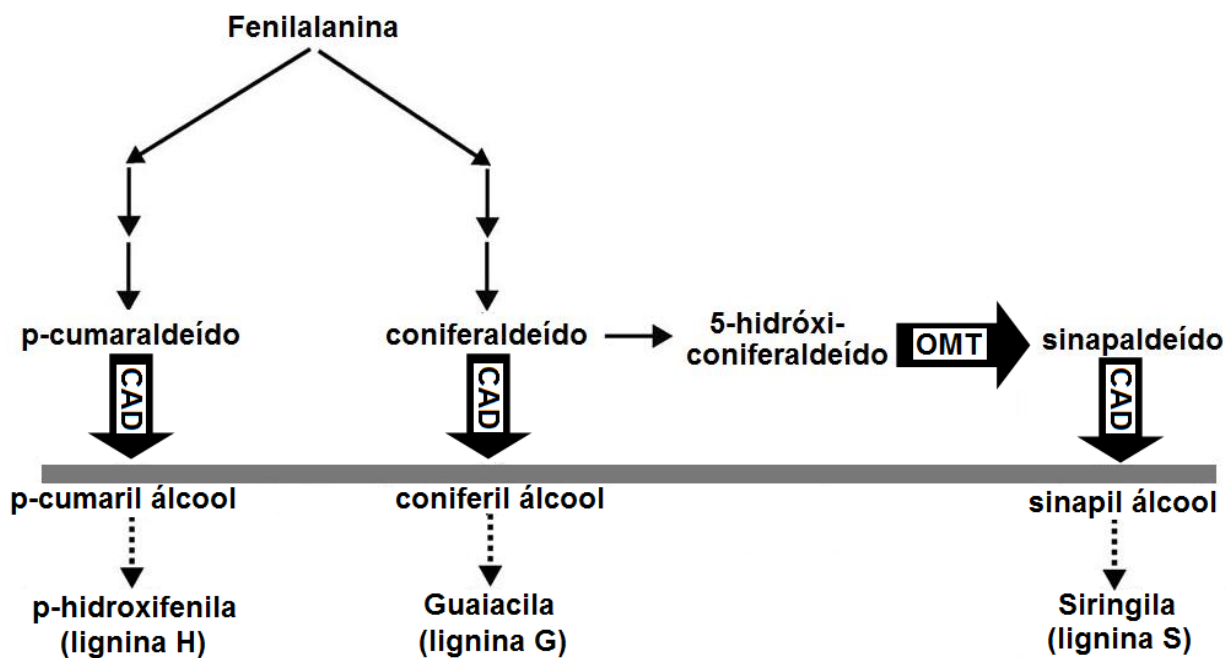 Fenilalanina
p-cumaraldeído
coniferaldeído
5-hidróxi-
coniferaldeído
OMT
sinapaldeído
CAD
CAD
CAD
p-cumaril álcool
coniferil álcool
sinapil álcool
p-hidroxifenila
(lignina H)
Guaiacila
(lignina G)
Siringila
(lignina S)